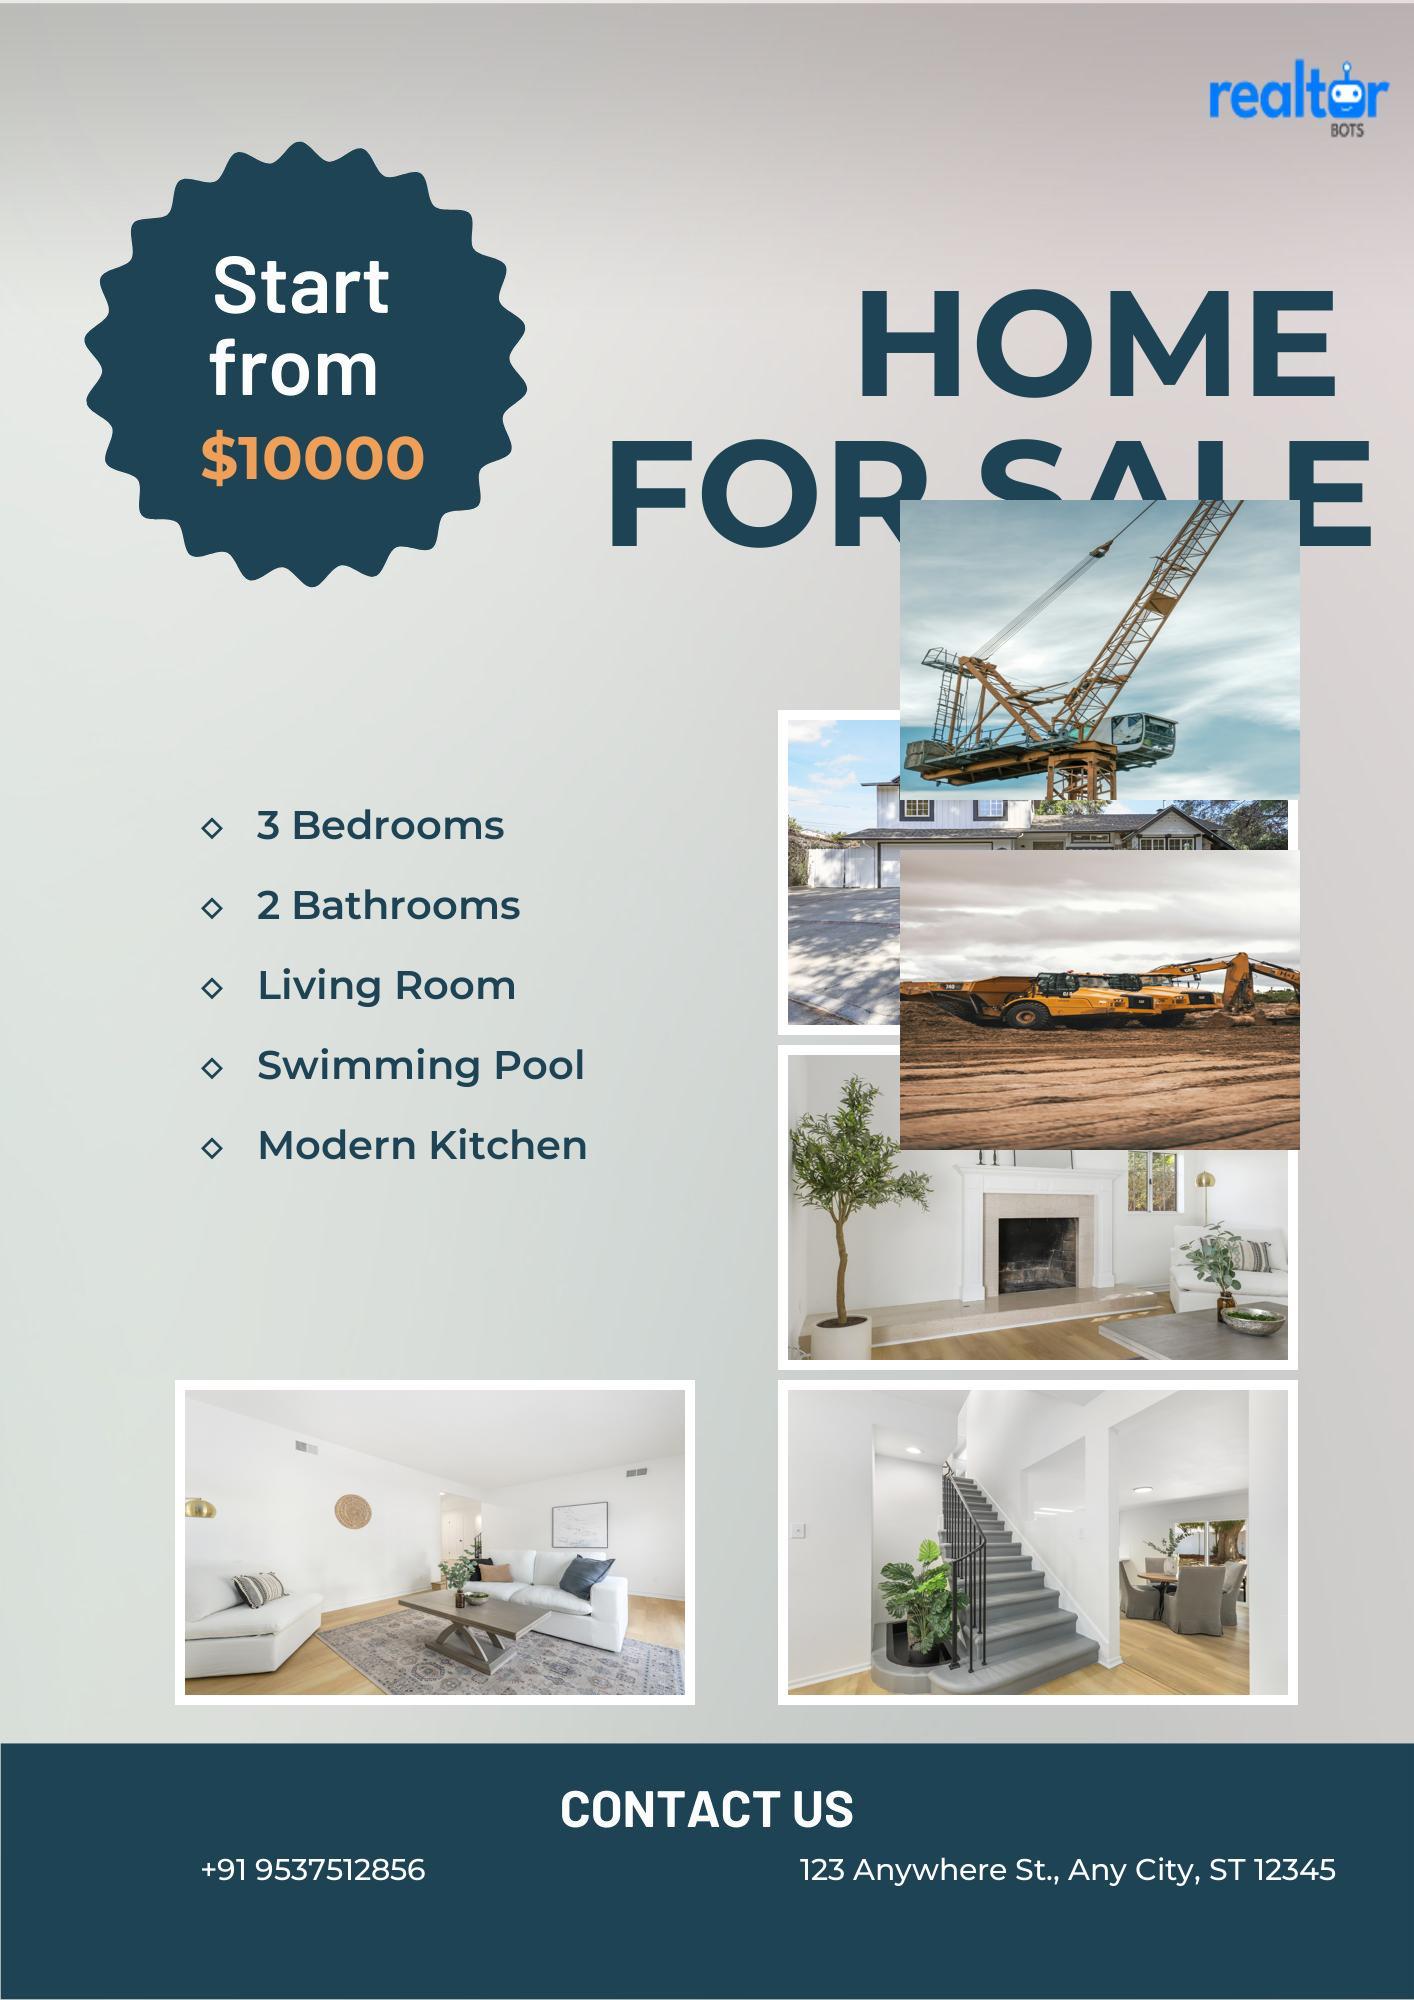 realtor
BOTS
Start
from
$10000
HOME
FOR SALE
3 Bedrooms
2 Bathrooms
Living Room
Swimming Pool
Modern Kitchen
CONTACT US
+91 9537512856
123 Anywhere St., Any City, ST 12345